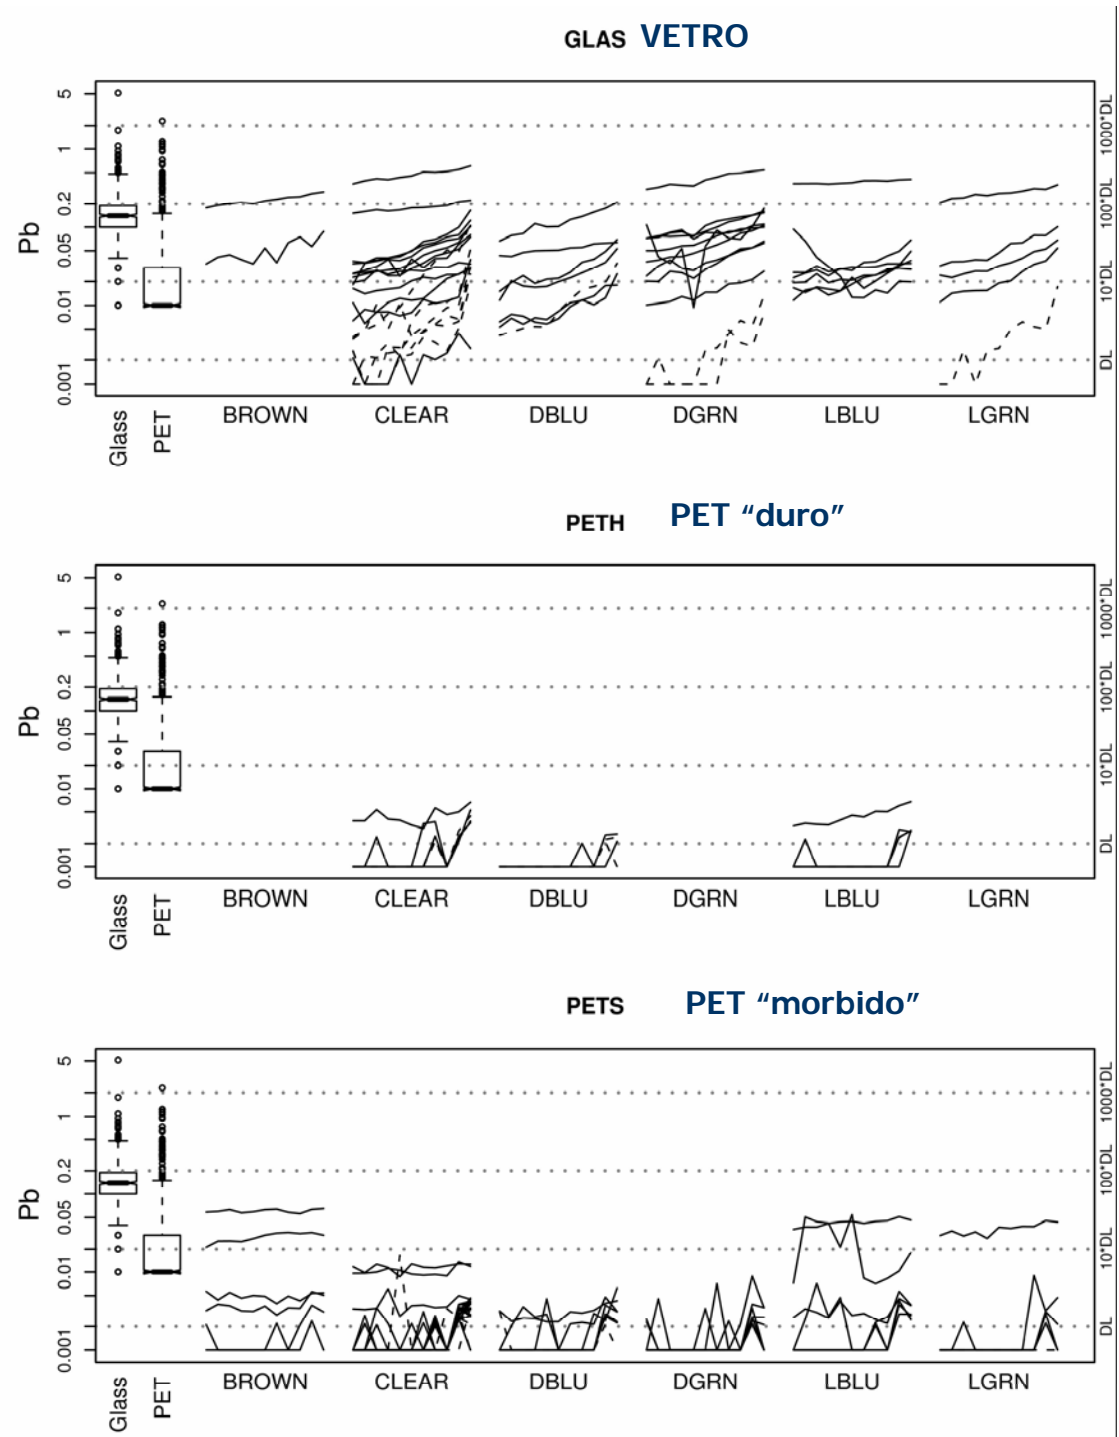 GLAS VETRO
Pb
5
1
0.2
0.05
0.01
0.001
1000*DL
100*DL
10*DL
DL
Glass
PET
BROWN CLEAR DBLU DGRN LBLU LGRN
PETH PET “duro”
Pb
5
1
0.2
0.05
0.01
0.001
1000*DL
100*DL
10*DL
DL
Glass
PET
BROWN CLEAR DBLU DGRN LBLU LGRN
PETS PET “morbido”
Pb
5
1
0.2
0.05
0.01
0.001
1000*DL
100*DL
10*DL
DL
Glass
PET
BROWN CLEAR DBLU DGRN LBLU LGRN